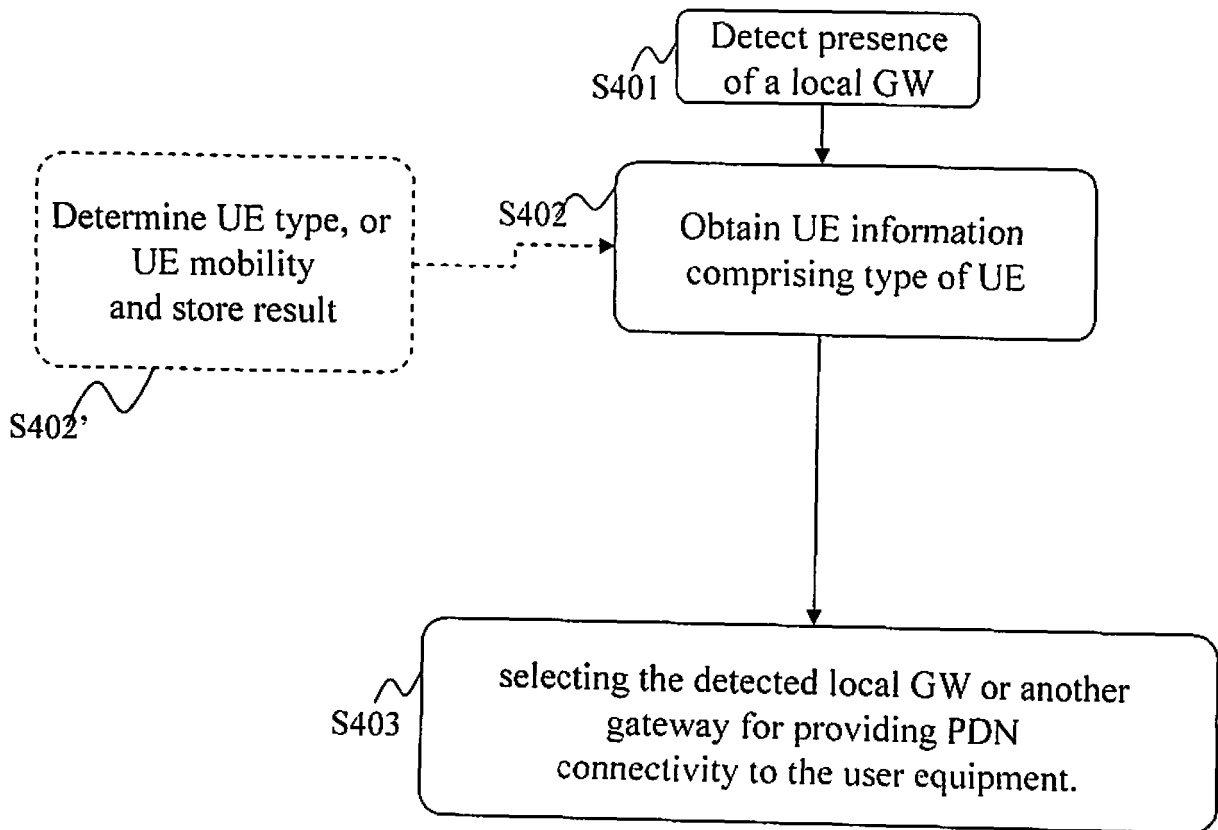 Detect presence
of a local GW
S401
Determine UE type, or
UE mobility
and store result
S402'
S402
Obtain UE information
comprising type of UE
S403
selecting the detected local GW or another
gateway for providing PDN
connectivity to the user equipment.